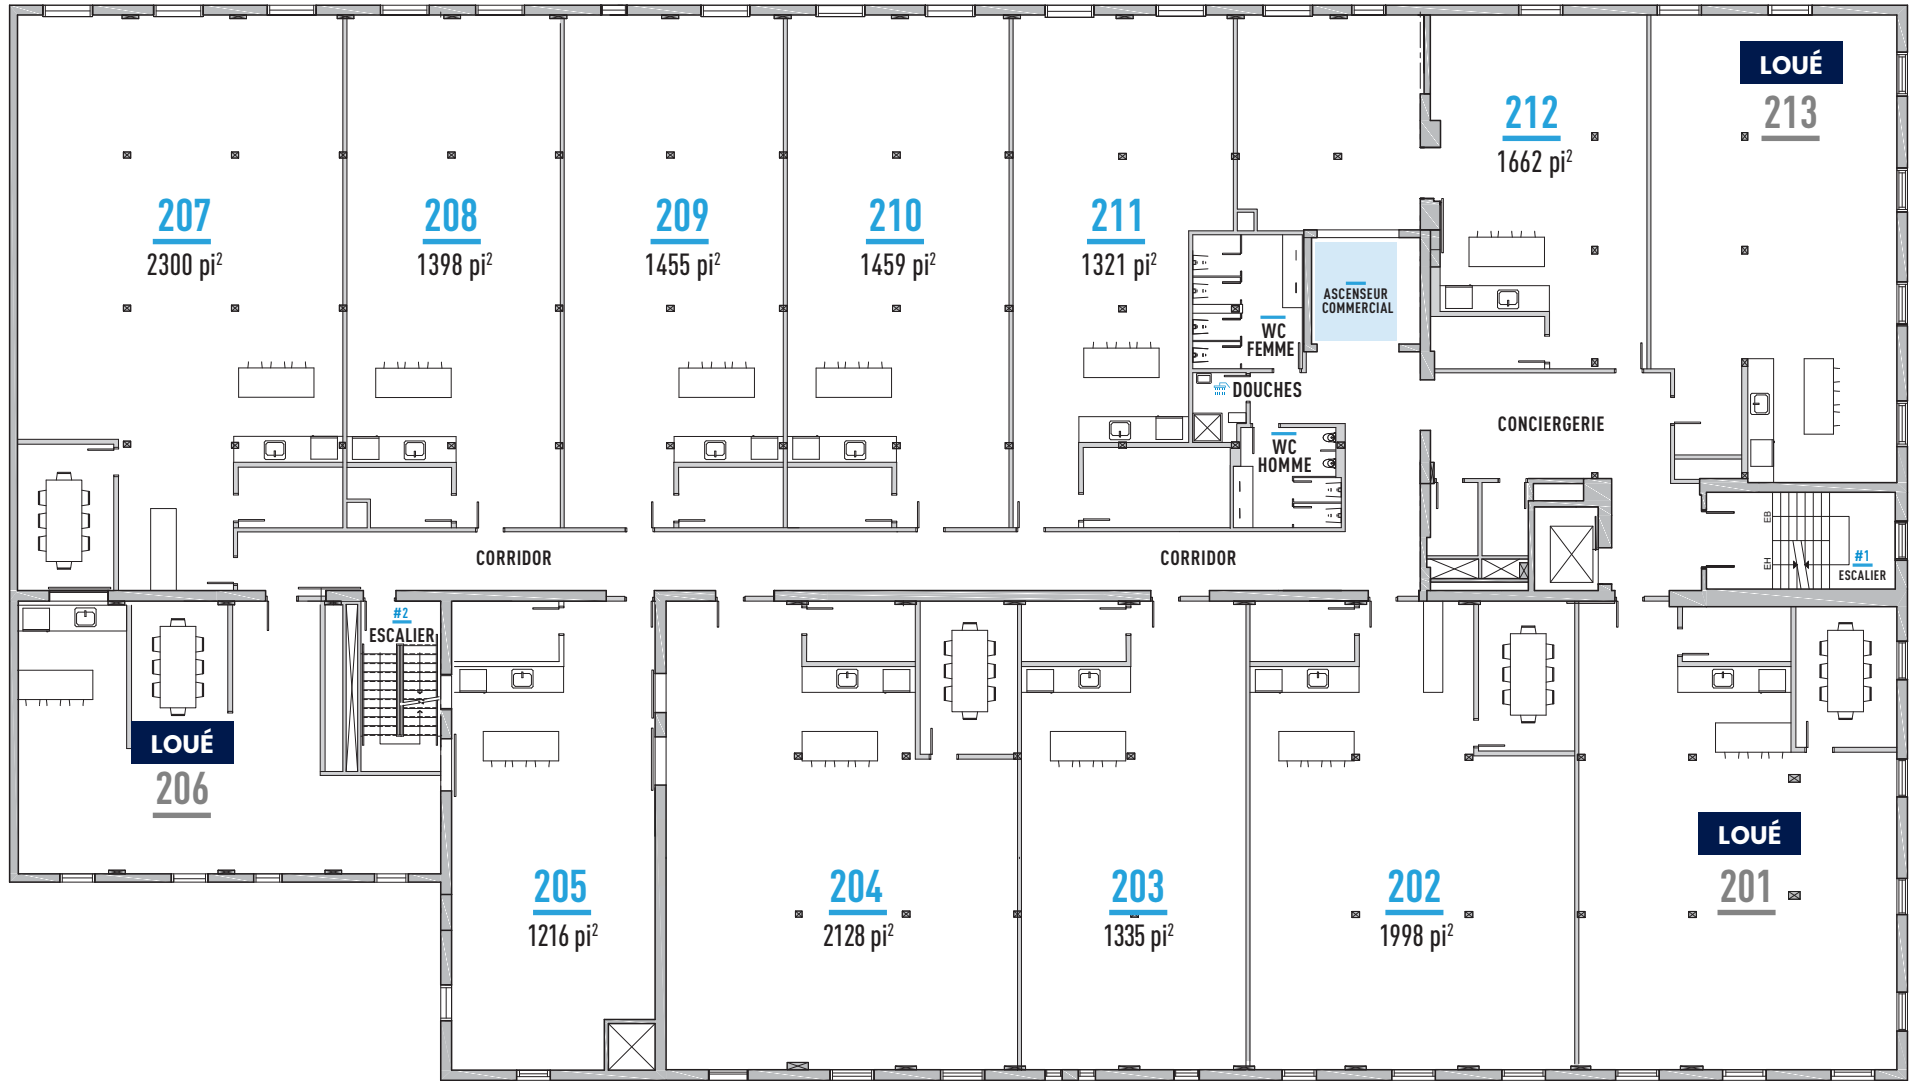 LOUÉ
213
212
1662 pi²
207
2300 pi²
208
1398 pi²
209
1455 pi²
210
1459 pi²
211
1321 pi²
ASCENSEUR
COMMERCIAL
WC
FEMME
DOUCHES
WC
HOMME
CONCIERGERIE
CORRIDOR
CORRIDOR
EB
EH
#1
ESCALIER
#2
ESCALIER
LOUÉ
206
205
1216 pi²
204
2128 pi²
203
1335 pi²
202
1998 pi²
LOUÉ
201